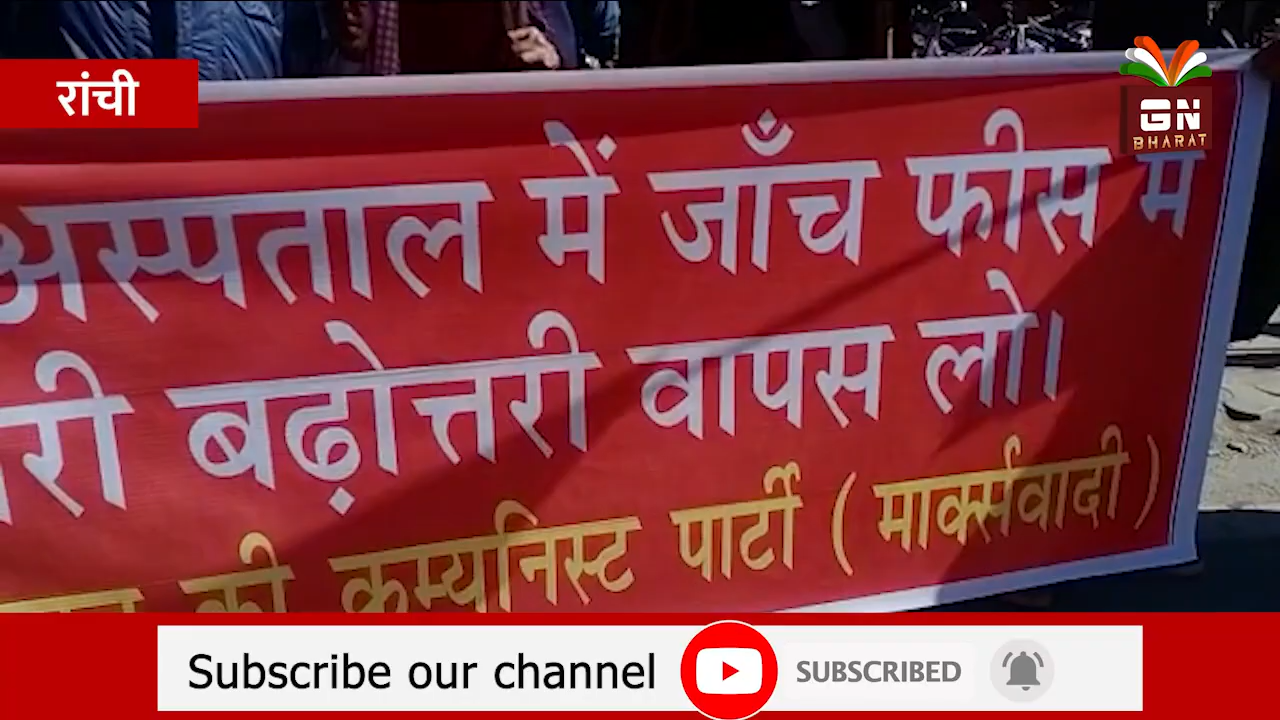 रांची
GN
BHARAT
अस्पताल में जाँच फीस में
बढ़ोत्तरी वापस लो।
की कम्युनिस्ट पार्टी ( मार्क्सवादी )
Subscribe our channel
SUBSCRIBED